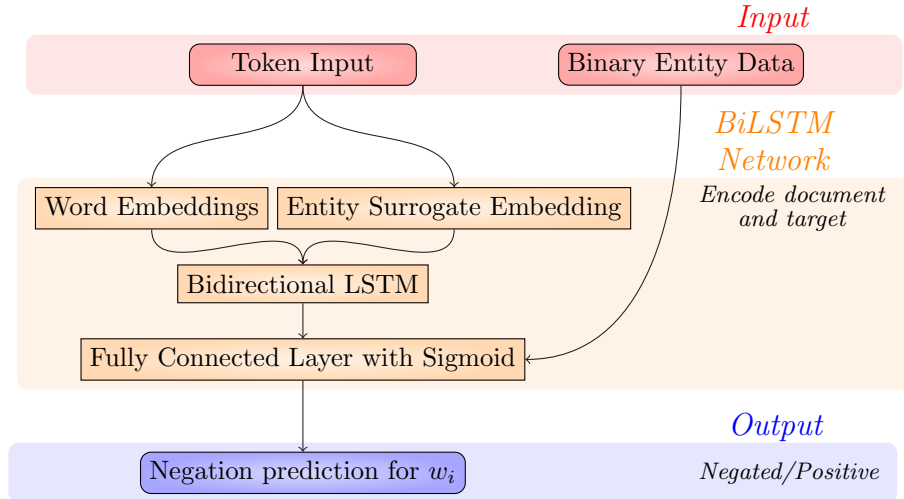 Input
Token Input
Binary Entity Data
BiLSTM
Network
Word Embeddings
Entity Surrogate Embedding
Encode document
and target
Bidirectional LSTM
Fully Connected Layer with Sigmoid
Output
Negation prediction for w_i
Negated/Positive